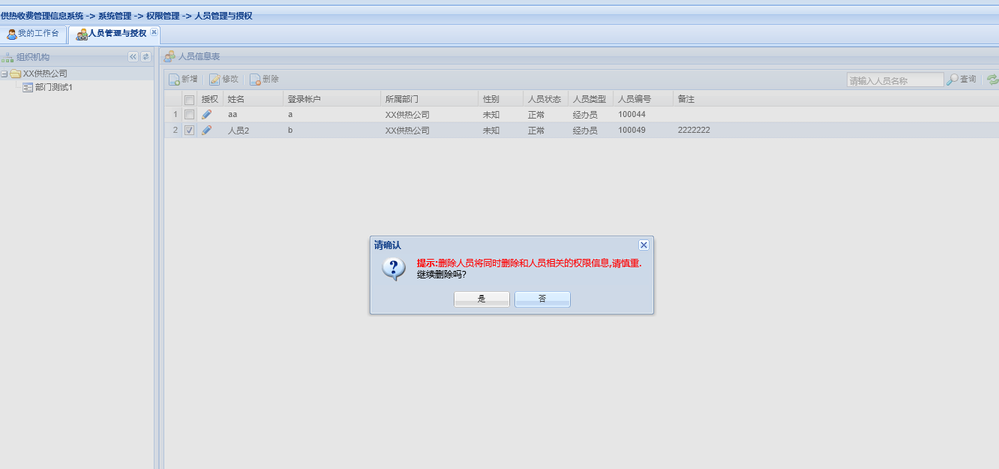 供热收费管理信息系统 -> 系统管理 -> 权限管理 -> 人员管理与授权
我的工作台 人员管理与授权
组织机构
XX供热公司
部门测试1
人员信息表
新增 修改 删除 请输入人员名称 查询
授权 姓名 登录帐户 所属部门 性别 人员状态 人员类型 人员编号 备注
1 aa a XX供热公司 未知 正常 经办员 100044
2 人员2 b XX供热公司 未知 正常 经办员 100049 2222222
请确认
提示:删除人员将同时删除和人员相关的权限信息,请慎重.
继续删除吗?
是 否